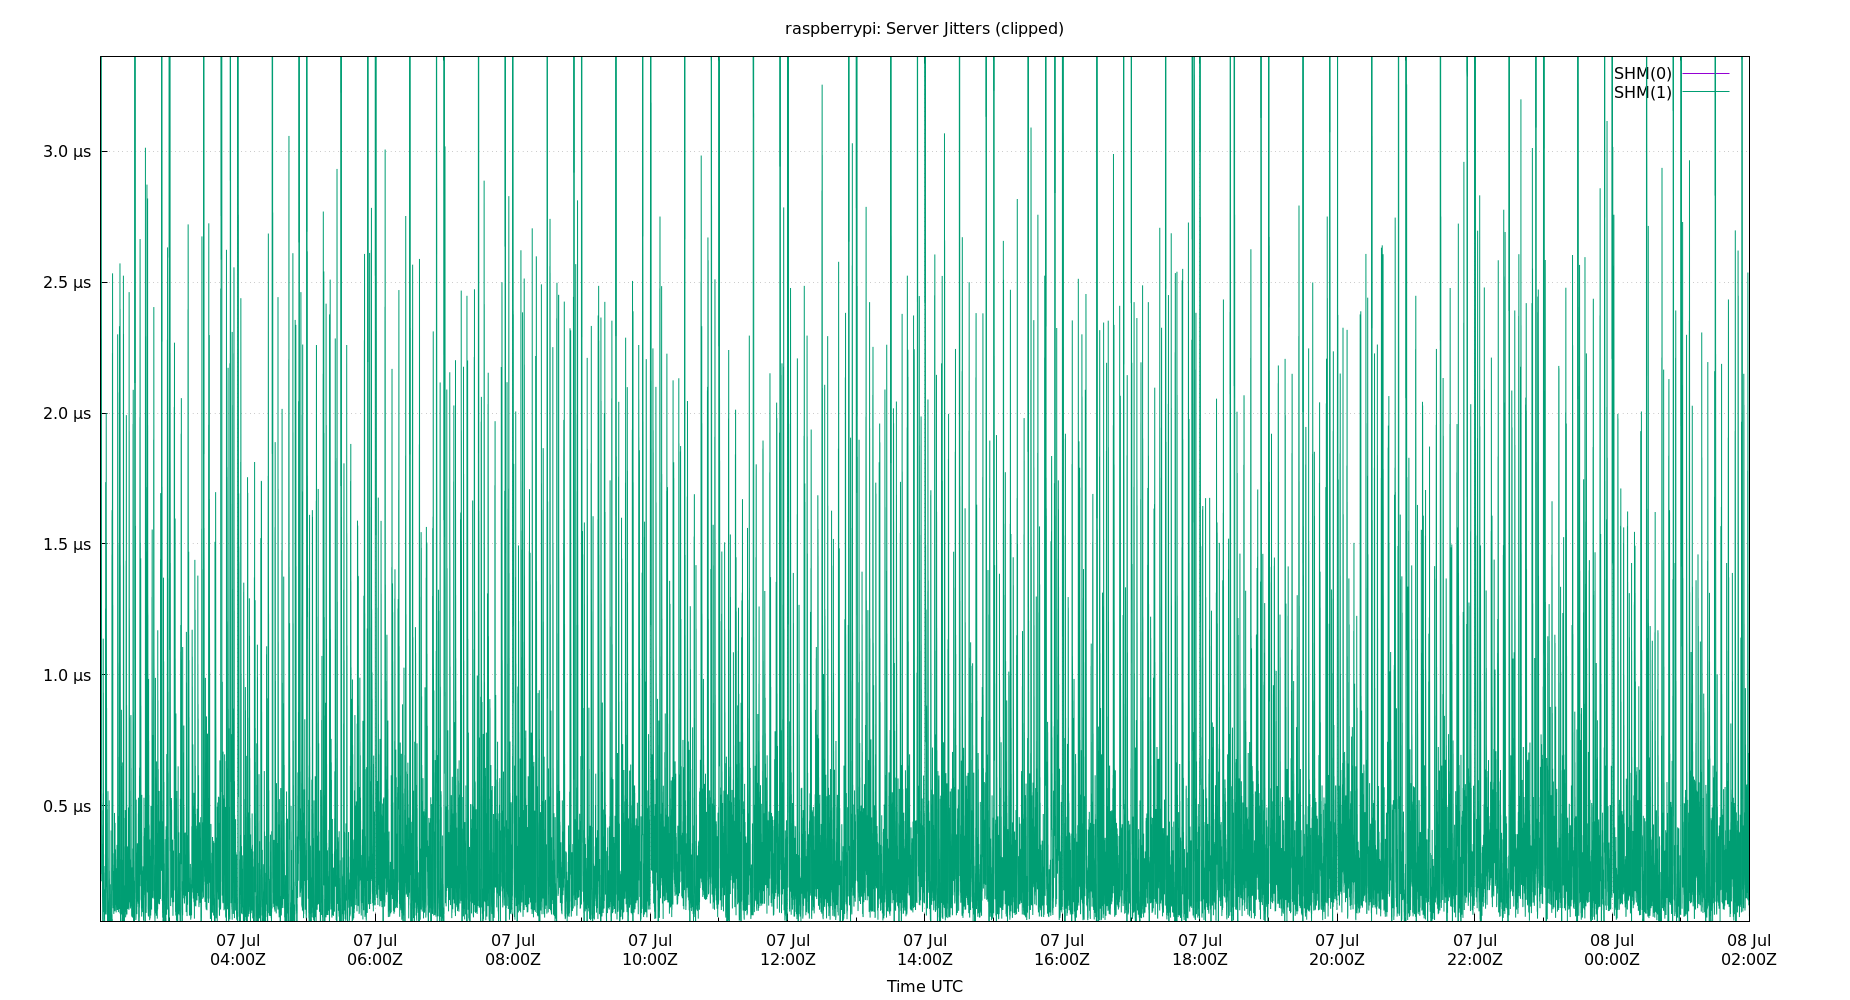 raspberrypi: Server Jitters (clipped)
SHM(0)
SHM(1)
3.0 µs
2.5 µs
2.0 µs
1.5 µs
1.0 µs
0.5 µs
07 Jul 07 Jul 07 Jul 07 Jul 07 Jul 07 Jul 07 Jul 07 Jul 07 Jul 07 Jul 08 Jul 08 Jul
04:00Z 06:00Z 08:00Z 10:00Z 12:00Z 14:00Z 16:00Z 18:00Z 20:00Z 22:00Z 00:00Z 02:00Z
Time UTC